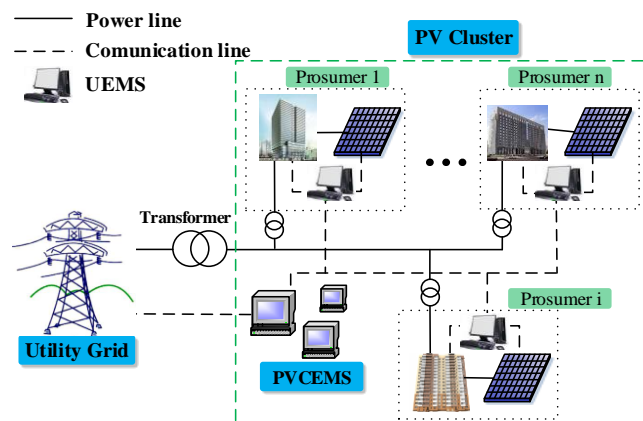 Power line
Comunication line
UEMS
PV Cluster
Prosumer 1
Prosumer n
Transformer
Prosumer i
Utility Grid
PVCEMS